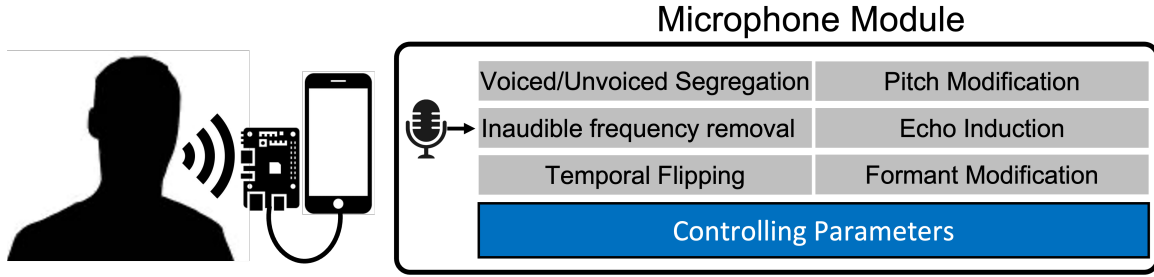 Microphone Module
Voiced/Unvoiced Segregation
Pitch Modification
Inaudible frequency removal
Echo Induction
Temporal Flipping
Formant Modification
Controlling Parameters